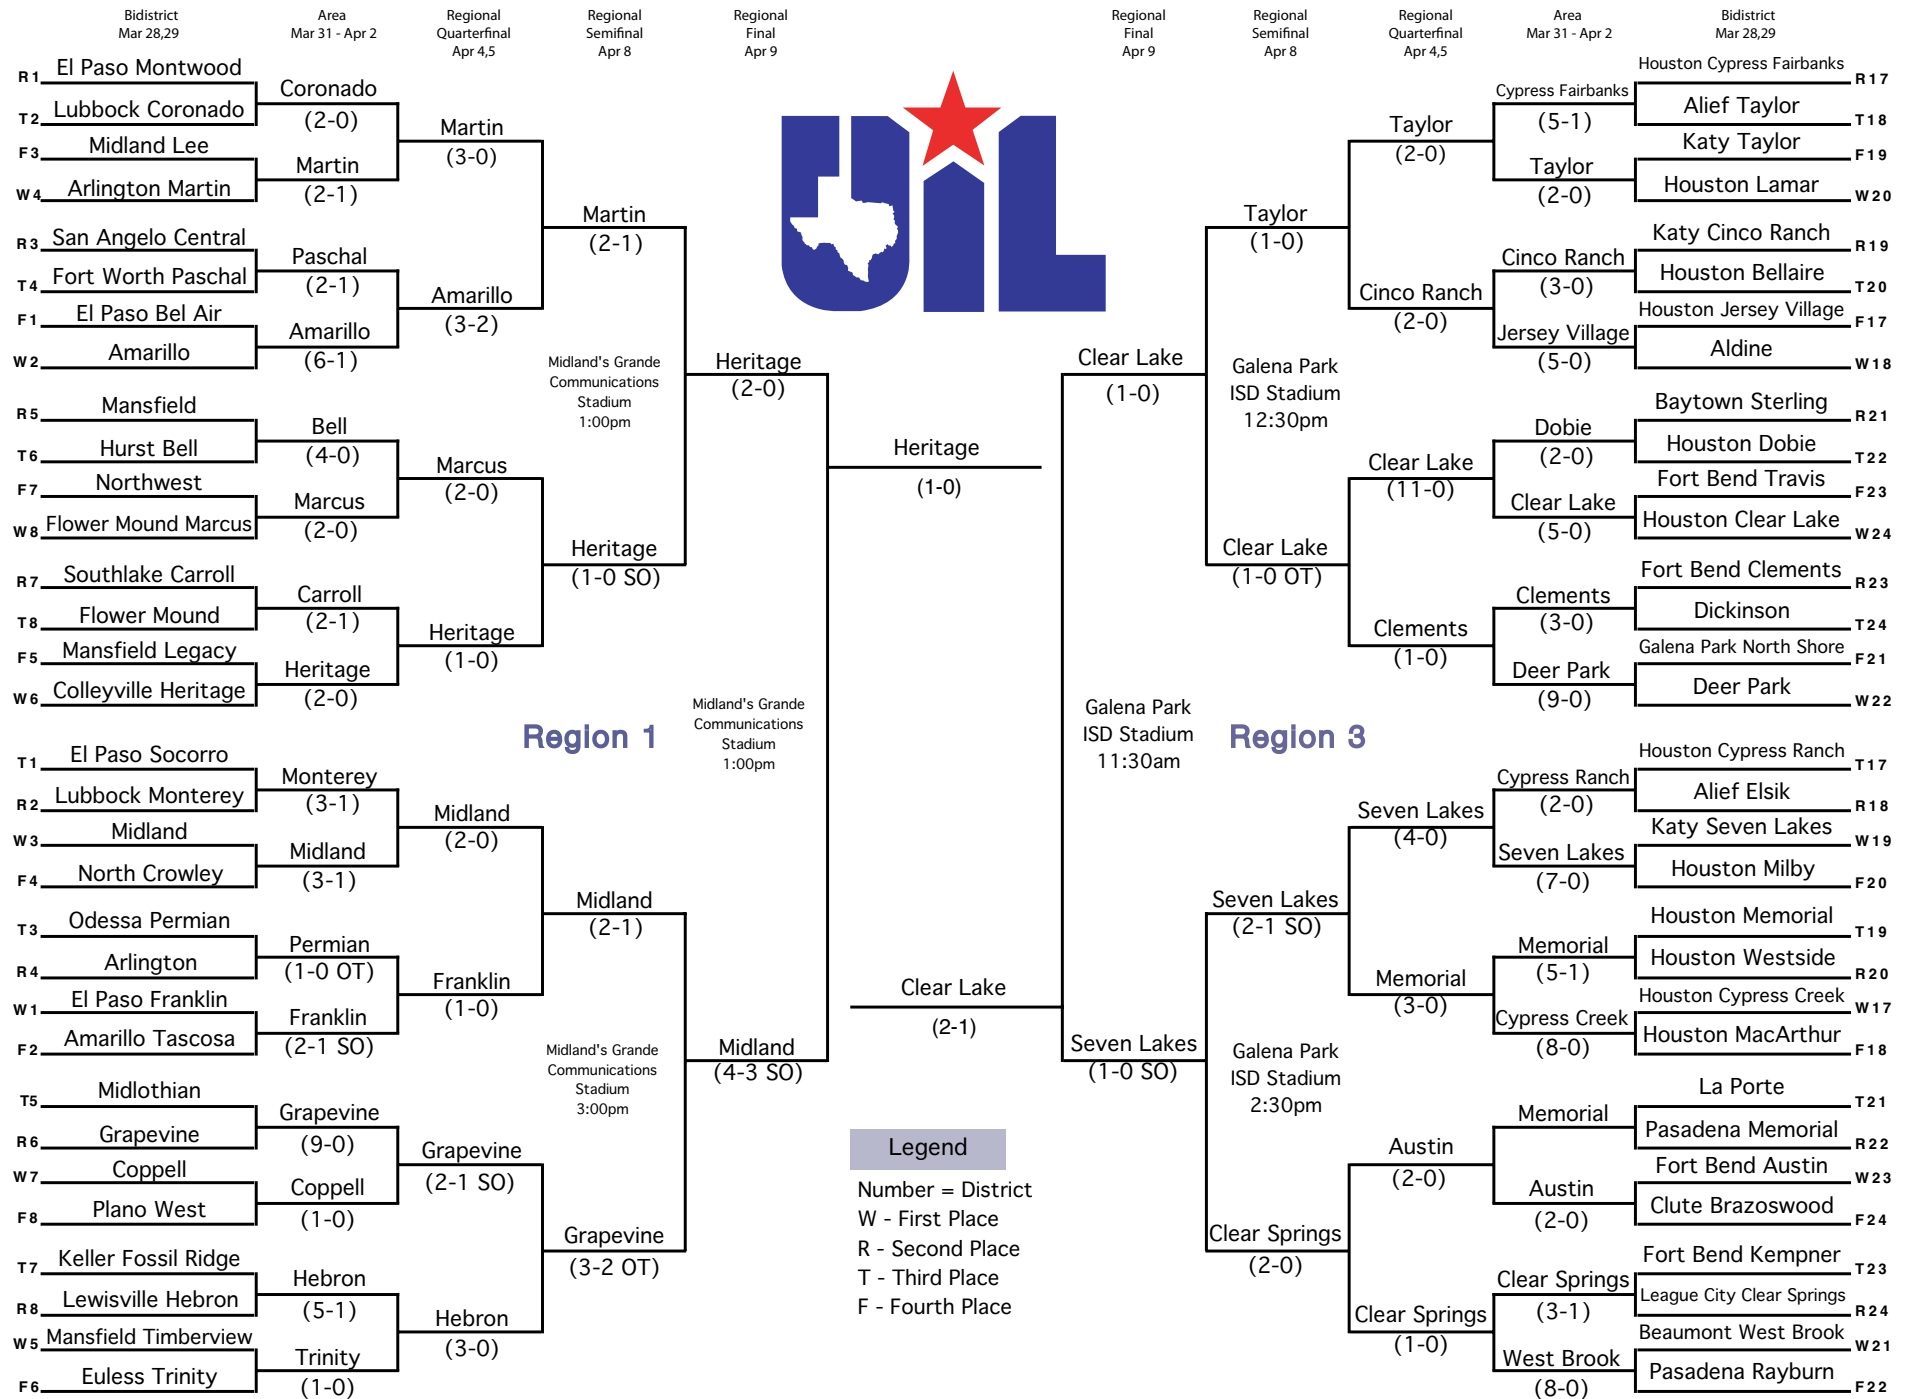 Bidistrict
Mar 28,29
Area
Mar 31 - Apr 2
Regional
Quarterfinal
Apr 4,5
Regional
Semifinal
Apr 8
Regional
Final
Apr 9
Regional
Final
Apr 9
Regional
Semifinal
Apr 8
Regional
Quarterfinal
Apr 4,5
Area
Mar 31 - Apr 2
Bidistrict
Mar 28,29
R1 El Paso Montwood
T2 Lubbock Coronado
F3 Midland Lee
W4 Arlington Martin
R3 San Angelo Central
T4 Fort Worth Paschal
F1 El Paso Bel Air
W2 Amarillo
R5 Mansfield
T6 Hurst Bell
F7 Northwest
W8 Flower Mound Marcus
R7 Southlake Carroll
T8 Flower Mound
F5 Mansfield Legacy
W6 Colleyville Heritage
T1 El Paso Socorro
R2 Lubbock Monterey
W3 Midland
F4 North Crowley
T3 Odessa Permian
R4 Arlington
W1 El Paso Franklin
F2 Amarillo Tascosa
T5 Midlothian
R6 Grapevine
W7 Coppell
F8 Plano West
T7 Keller Fossil Ridge
R8 Lewisville Hebron
W5 Mansfield Timberview
F6 Euless Trinity
Coronado
(2-0)
Martin
(2-1)
Paschal
(2-1)
Amarillo
(6-1)
Bell
(4-0)
Marcus
(2-0)
Carroll
(2-1)
Heritage
(2-0)
Monterey
(3-1)
Midland
(3-1)
Permian
(1-0 OT)
Franklin
(2-1 SO)
Grapevine
(9-0)
Coppell
(1-0)
Hebron
(5-1)
Trinity
(1-0)
Martin
(3-0)
Amarillo
(3-2)
Marcus
(2-0)
Heritage
(1-0)
Midland
(2-0)
Franklin
(1-0)
Grapevine
(2-1 SO)
Hebron
(3-0)
Martin
(2-1)
Midland's Grande
Communications
Stadium
1:00pm
Heritage
(1-0 SO)
Region 1
Midland
(2-1)
Midland's Grande
Communications
Stadium
3:00pm
Grapevine
(3-2 OT)
Heritage
(2-0)
Midland's Grande
Communications
Stadium
1:00pm
Midland
(4-3 SO)
UIL
Heritage
(1-0)
Clear Lake
(2-1)
Legend
Number = District
W - First Place
R - Second Place
T - Third Place
F - Fourth Place
Clear Lake
(1-0)
Galena Park
ISD Stadium
11:30am
Seven Lakes
(1-0 SO)
Taylor
(1-0)
Galena Park
ISD Stadium
12:30pm
Clear Lake
(1-0 OT)
Region 3
Seven Lakes
(2-1 SO)
Galena Park
ISD Stadium
2:30pm
Clear Springs
(2-0)
Taylor
(2-0)
Cinco Ranch
(2-0)
Clear Lake
(11-0)
Clements
(1-0)
Seven Lakes
(4-0)
Memorial
(3-0)
Austin
(2-0)
Clear Springs
(1-0)
Cypress Fairbanks
(5-1)
Taylor
(2-0)
Cinco Ranch
(3-0)
Jersey Village
(5-0)
Dobie
(2-0)
Clear Lake
(5-0)
Clements
(3-0)
Deer Park
(9-0)
Cypress Ranch
(2-0)
Seven Lakes
(7-0)
Memorial
(5-1)
Cypress Creek
(8-0)
Memorial
Austin
(2-0)
Clear Springs
(3-1)
West Brook
(8-0)
Houston Cypress Fairbanks R17
Alief Taylor T18
Katy Taylor F19
Houston Lamar W20
Katy Cinco Ranch R19
Houston Bellaire T20
Houston Jersey Village F17
Aldine W18
Baytown Sterling R21
Houston Dobie T22
Fort Bend Travis F23
Houston Clear Lake W24
Fort Bend Clements R23
Dickinson T24
Galena Park North Shore F21
Deer Park W22
Houston Cypress Ranch T17
Alief Elsik R18
Katy Seven Lakes W19
Houston Milby F20
Houston Memorial T19
Houston Westside R20
Houston Cypress Creek W17
Houston MacArthur F18
La Porte T21
Pasadena Memorial R22
Fort Bend Austin W23
Clute Brazoswood F24
Fort Bend Kempner T23
League City Clear Springs R24
Beaumont West Brook W21
Pasadena Rayburn F22